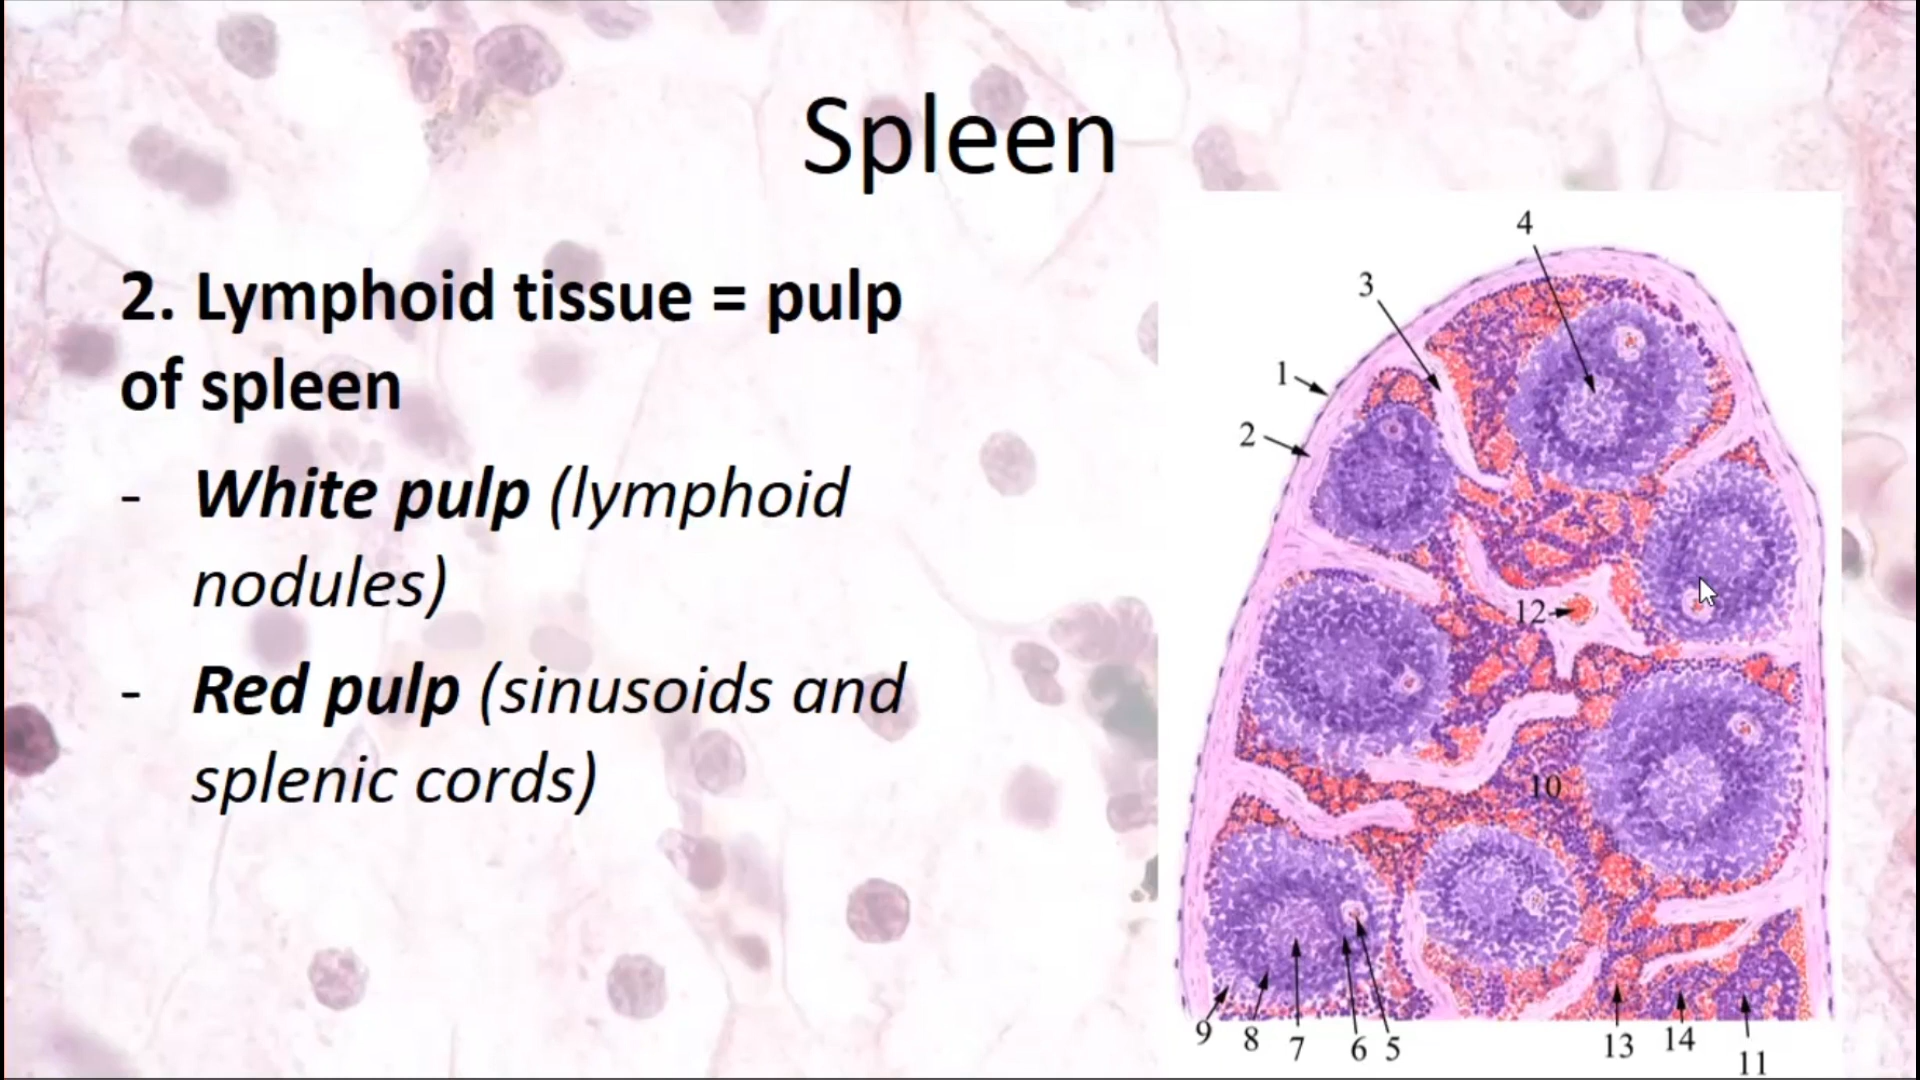 Spleen
2. Lymphoid tissue = pulp
of spleen
- White pulp (lymphoid
nodules)
- Red pulp (sinusoids and
splenic cords)
4
3
1
2
12
10
9 8 7 6 5 13 14 11